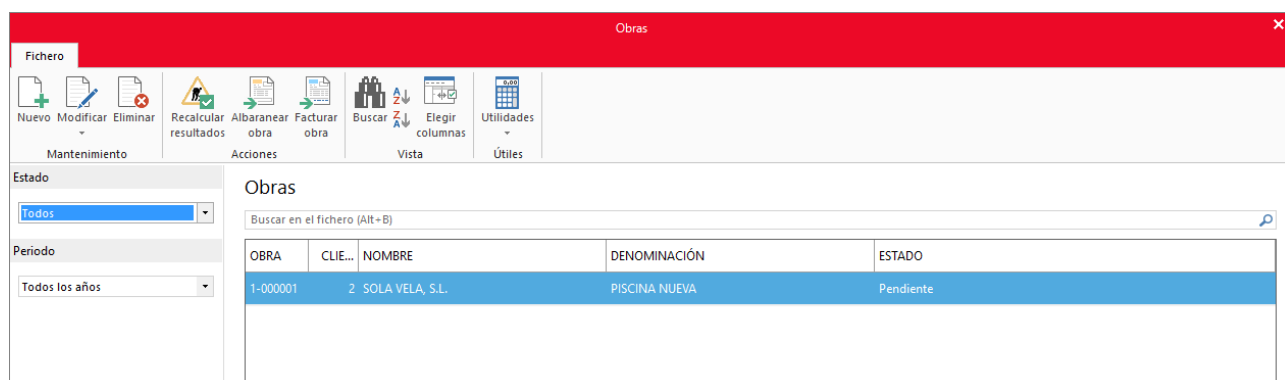 Obras
Fichero
Nuevo Modificar Eliminar Recalcular resultados Albaranear obra Facturar obra Buscar Elegir columnas Utilidades
Mantenimiento Acciones Vista Útiles
Estado
Todos
Periodo
Todos los años
Obras
Buscar en el fichero (Alt+B)
OBRA CLIE... NOMBRE DENOMINACIÓN ESTADO
1-000001 2 SOLA VELA, S.L. PISCINA NUEVA Pendiente